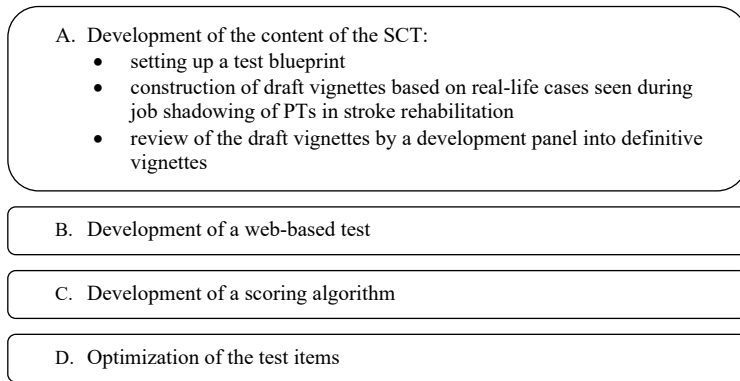 A. Development of the content of the SCT:
• setting up a test blueprint
• construction of draft vignettes based on real-life cases seen during
job shadowing of PTs in stroke rehabilitation
• review of the draft vignettes by a development panel into definitive
vignettes
B. Development of a web-based test
C. Development of a scoring algorithm
D. Optimization of the test items